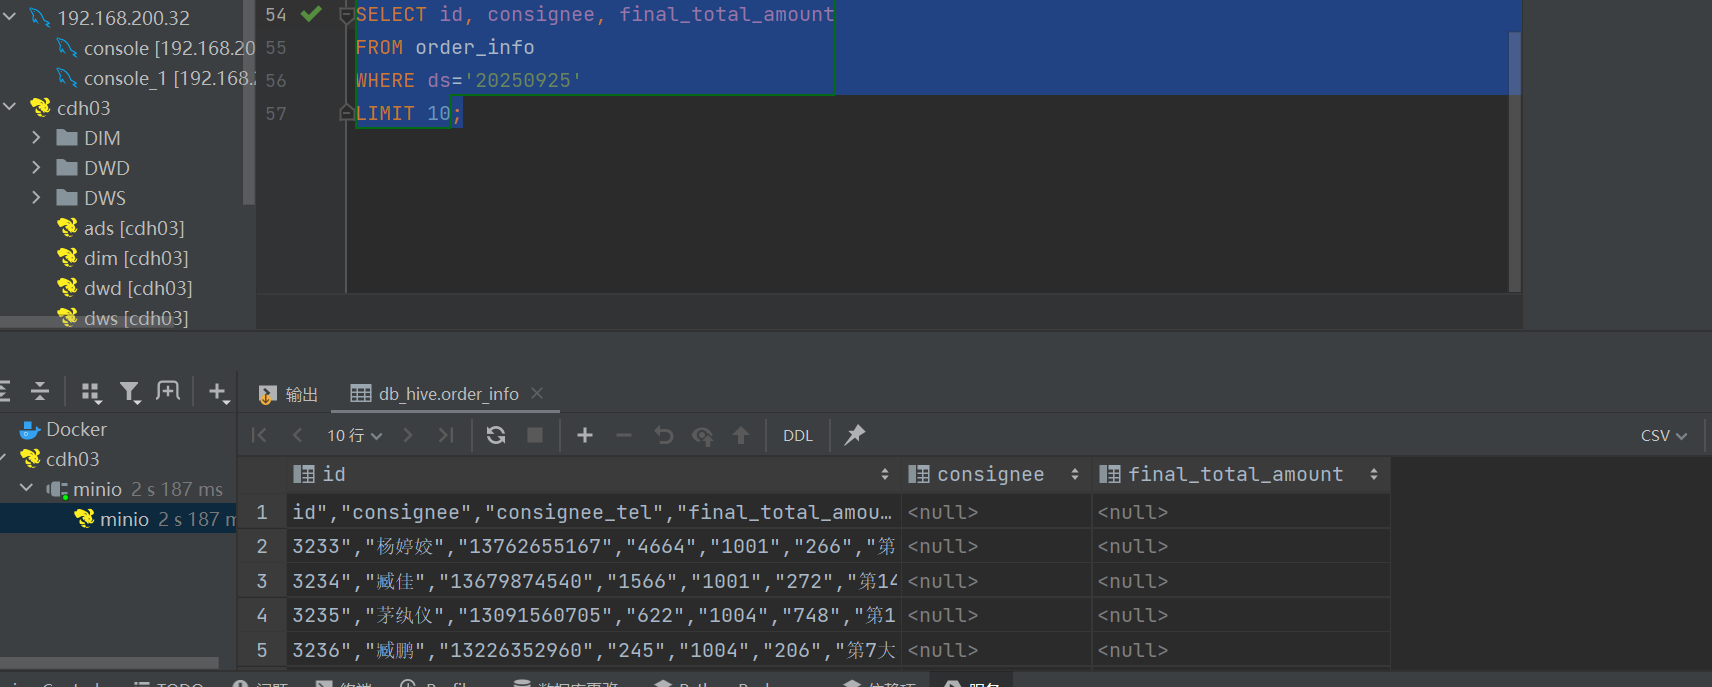 192.168.200.32
console [192.168.20
console_1 [192.168.
cdh03
DIM
DWD
DWS
ads [cdh03]
dim [cdh03]
dwd [cdh03]
dws [cdh03]
54 SELECT id, consignee, final_total_amount
55 FROM order_info
56 WHERE ds='20250925'
57 LIMIT 10;
输出 db_hive.order_info
10 行 DDL CSV
Docker
cdh03
minio 2 s 187 ms
minio 2 s 187 m
id consignee final_total_amount
1 id","consignee","consignee_tel","final_total_amou… <null> <null>
2 3233","杨婷姣","13762655167","4664","1001","266","第 <null> <null>
3 3234","臧佳","13679874540","1566","1001","272","第14 <null> <null>
4 3235","茅纨仪","13091560705","622","1004","748","第1 <null> <null>
5 3236","臧鹏","13226352960","245","1004","206","第7大 <null> <null>